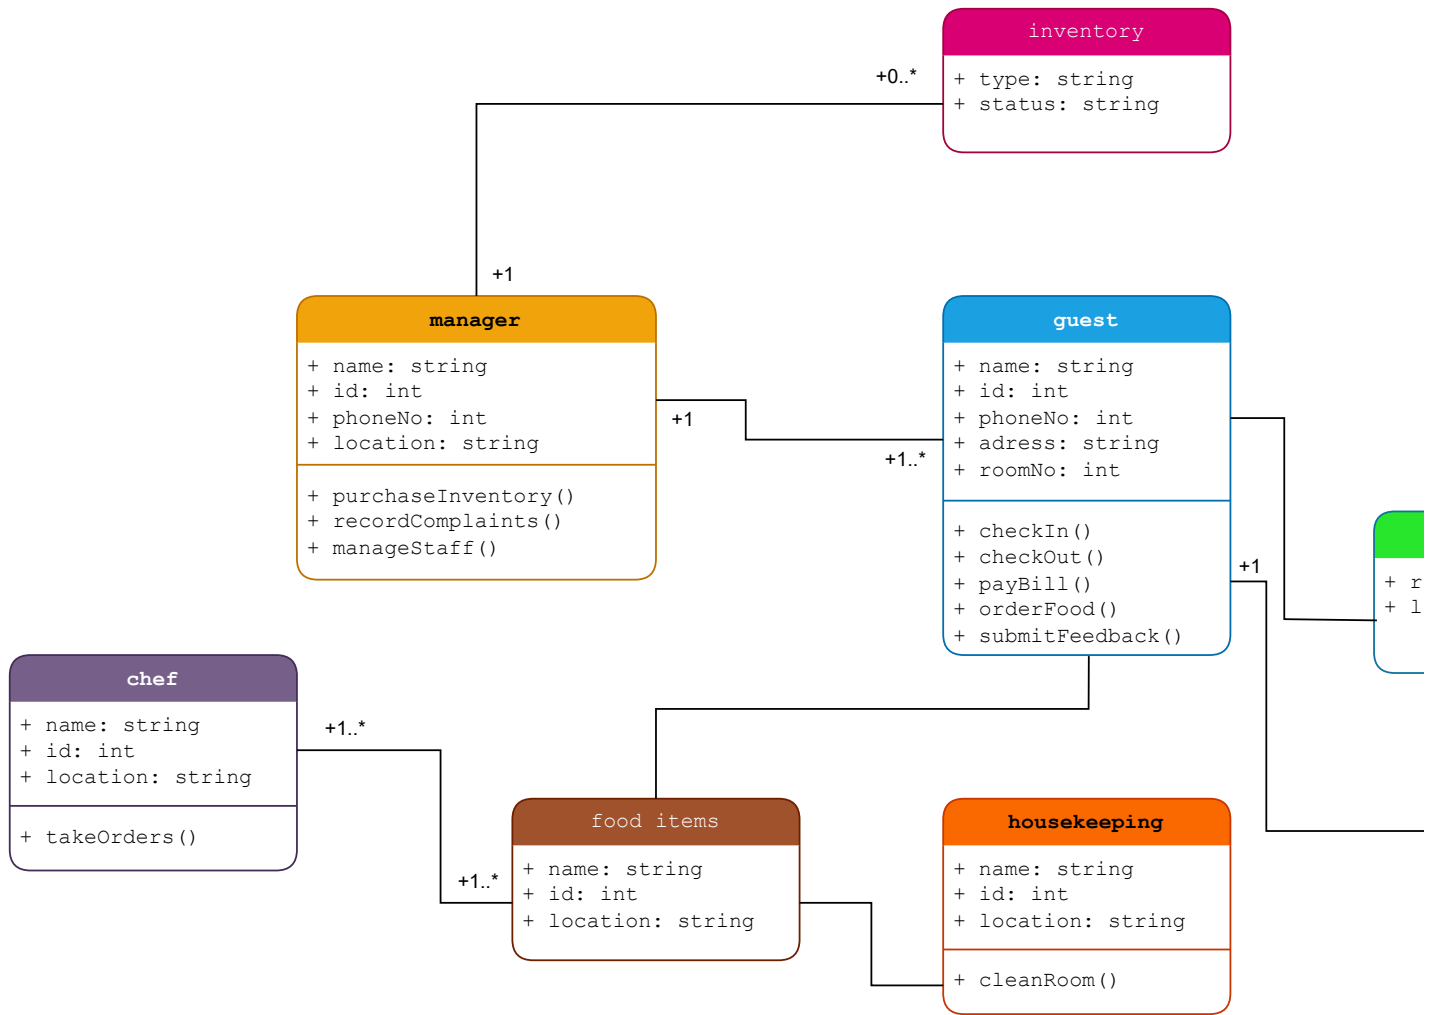 inventory
+ type: string
+ status: string
+0..*
+1
manager
+ name: string
+ id: int
+ phoneNo: int
+ location: string
+ purchaseInventory()
+ recordComplaints()
+ manageStaff()
+1
+1..*
guest
+ name: string
+ id: int
+ phoneNo: int
+ adress: string
+ roomNo: int
+ checkIn()
+ checkOut()
+ payBill()
+ orderFood()
+ submitFeedback()
+1
+ r
+ l
chef
+ name: string
+ id: int
+ location: string
+ takeOrders()
+1..*
+1..*
food items
+ name: string
+ id: int
+ location: string
housekeeping
+ name: string
+ id: int
+ location: string
+ cleanRoom()